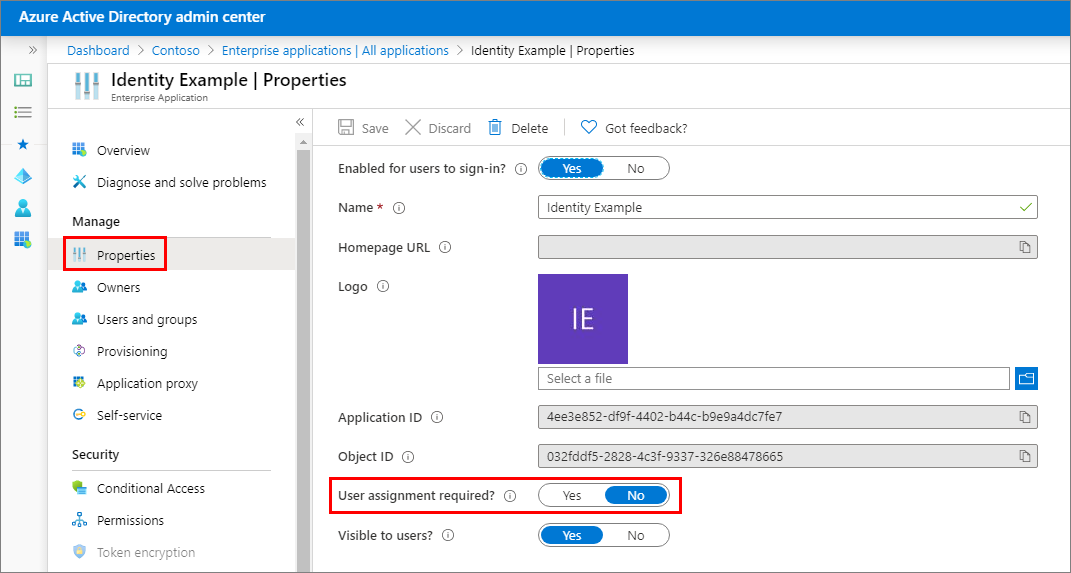 Azure Active Directory admin center
Dashboard > Contoso > Enterprise applications | All applications > Identity Example | Properties
Identity Example | Properties
Enterprise Application
Overview
Diagnose and solve problems
Manage
Properties
Owners
Users and groups
Provisioning
Application proxy
Self-service
Security
Conditional Access
Permissions
Token encryption
Save Discard Delete Got feedback?
Enabled for users to sign-in? Yes No
Name * Identity Example
Homepage URL
Logo
IE
Select a file
Application ID 4ee3e852-df9f-4402-b44c-b9e9a4dc7fe7
Object ID 032fddf5-2828-4c3f-9337-326e88478665
User assignment required? Yes No
Visible to users? Yes No